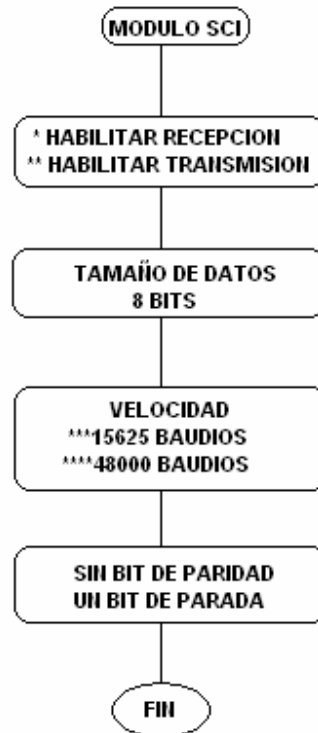 MODULO SCI
* HABILITAR RECEPCION
** HABILITAR TRANSMISION
TAMAÑO DE DATOS
8 BITS
VELOCIDAD
***15625 BAUDIOS
****48000 BAUDIOS
SIN BIT DE PARIDAD
UN BIT DE PARADA
FIN